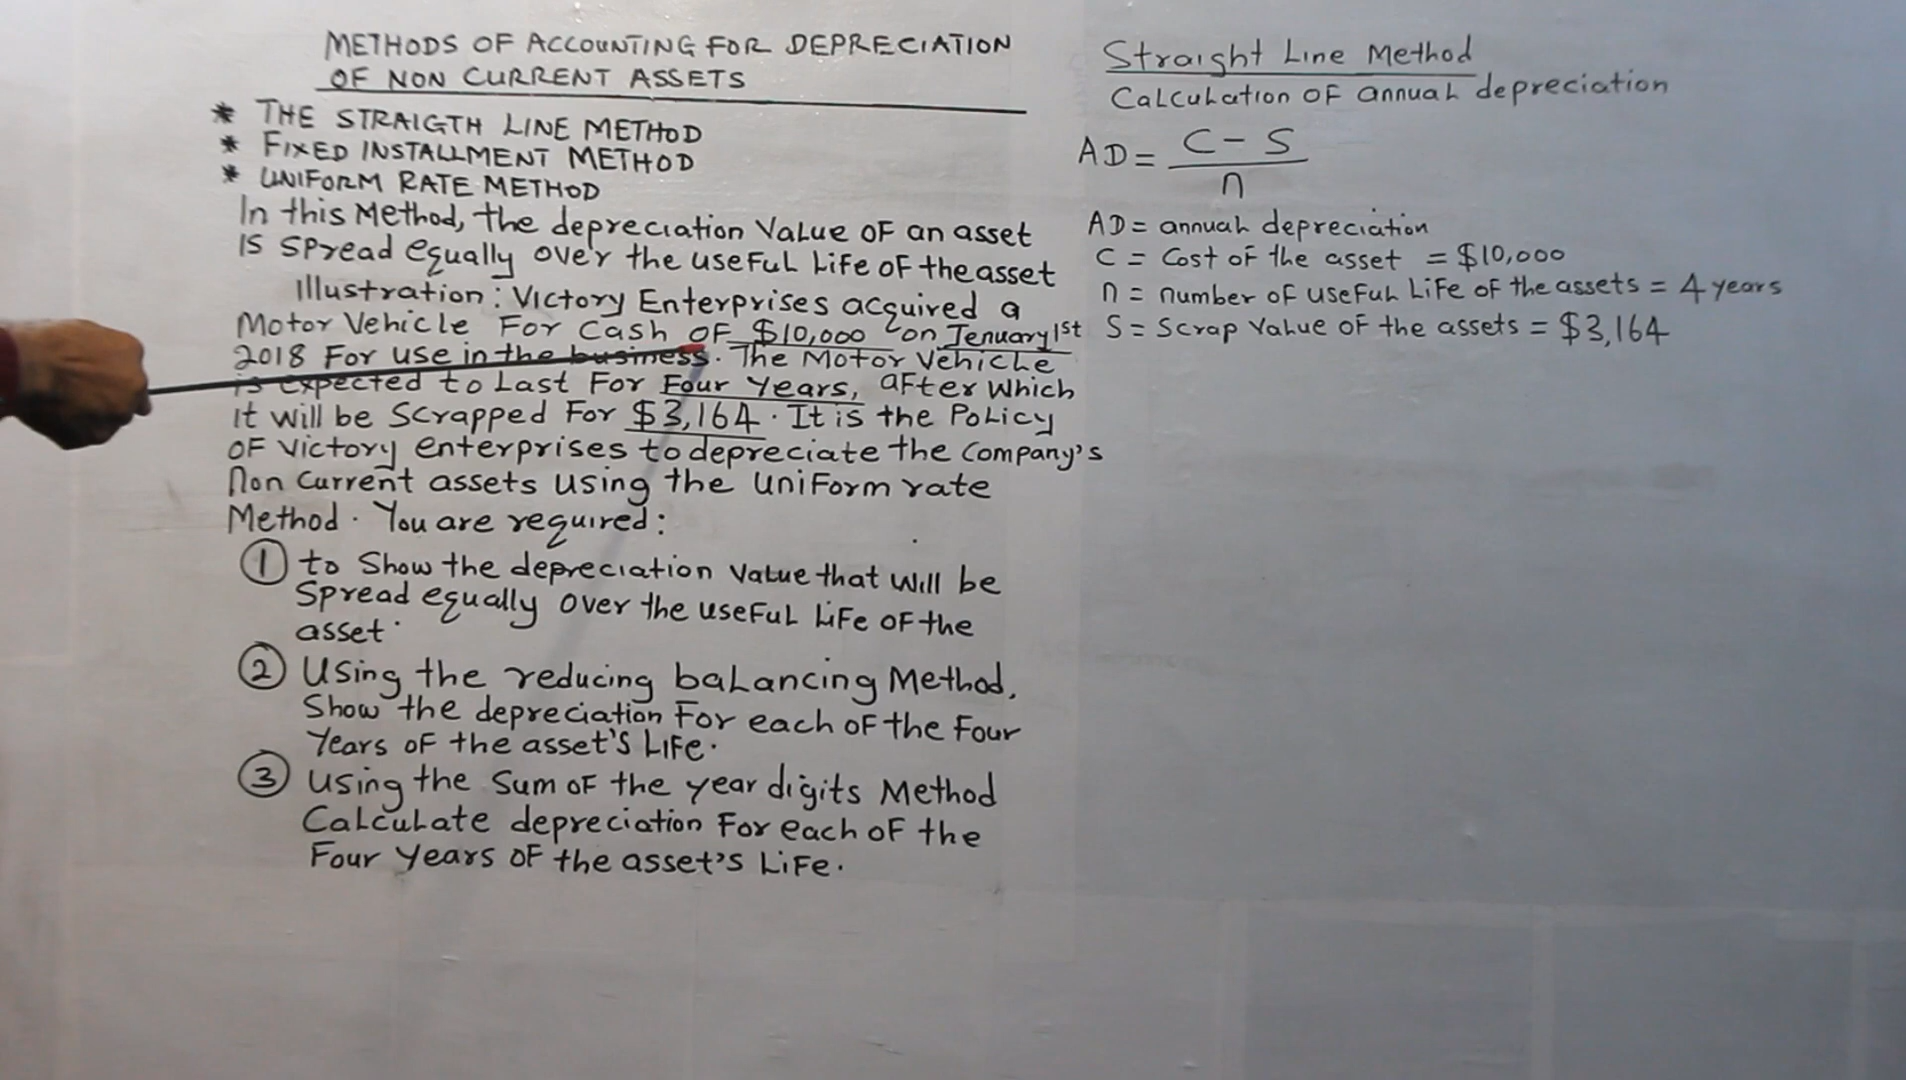 METHODS OF ACCOUNTING FOR DEPRECIATION
OF NON CURRENT ASSETS
* THE STRAIGTH LINE METHOD
* FIXED INSTALLMENT METHOD
* UNIFORM RATE METHOD
In this Method, the depreciation Value OF an asset
is spread equally over the useful Life of the asset
Illustration: Victory Enterprises acquired a
Motor Vehicle For Cash OF $10,000 on Jenuary 1st
2018 For use in the business. The Motor Vehicle
is expected to Last For Four Years, after Which
it will be Scrapped For $3,164. It is the Policy
OF Victory enterprises to depreciate the Company's
Non Current assets using the uniForm rate
Method. You are required:
① to Show the depreciation Value that will be
Spread equally over the useFul LiFe of the
asset.
② Using the reducing baLancing Method,
Show the depreciation For each of the Four
Years of the asset's LiFe.
③ Using the Sum of the year digits Method
Calculate depreciation For each of the
Four Years of the asset's LiFe.
Straight Line Method
Calculation of annual depreciation
AD = C - S
n
AD = annual depreciation
C = Cost of the asset = $10,000
n = number of useFul LiFe of the assets = 4 years
S = Scrap Value of the assets = $3,164